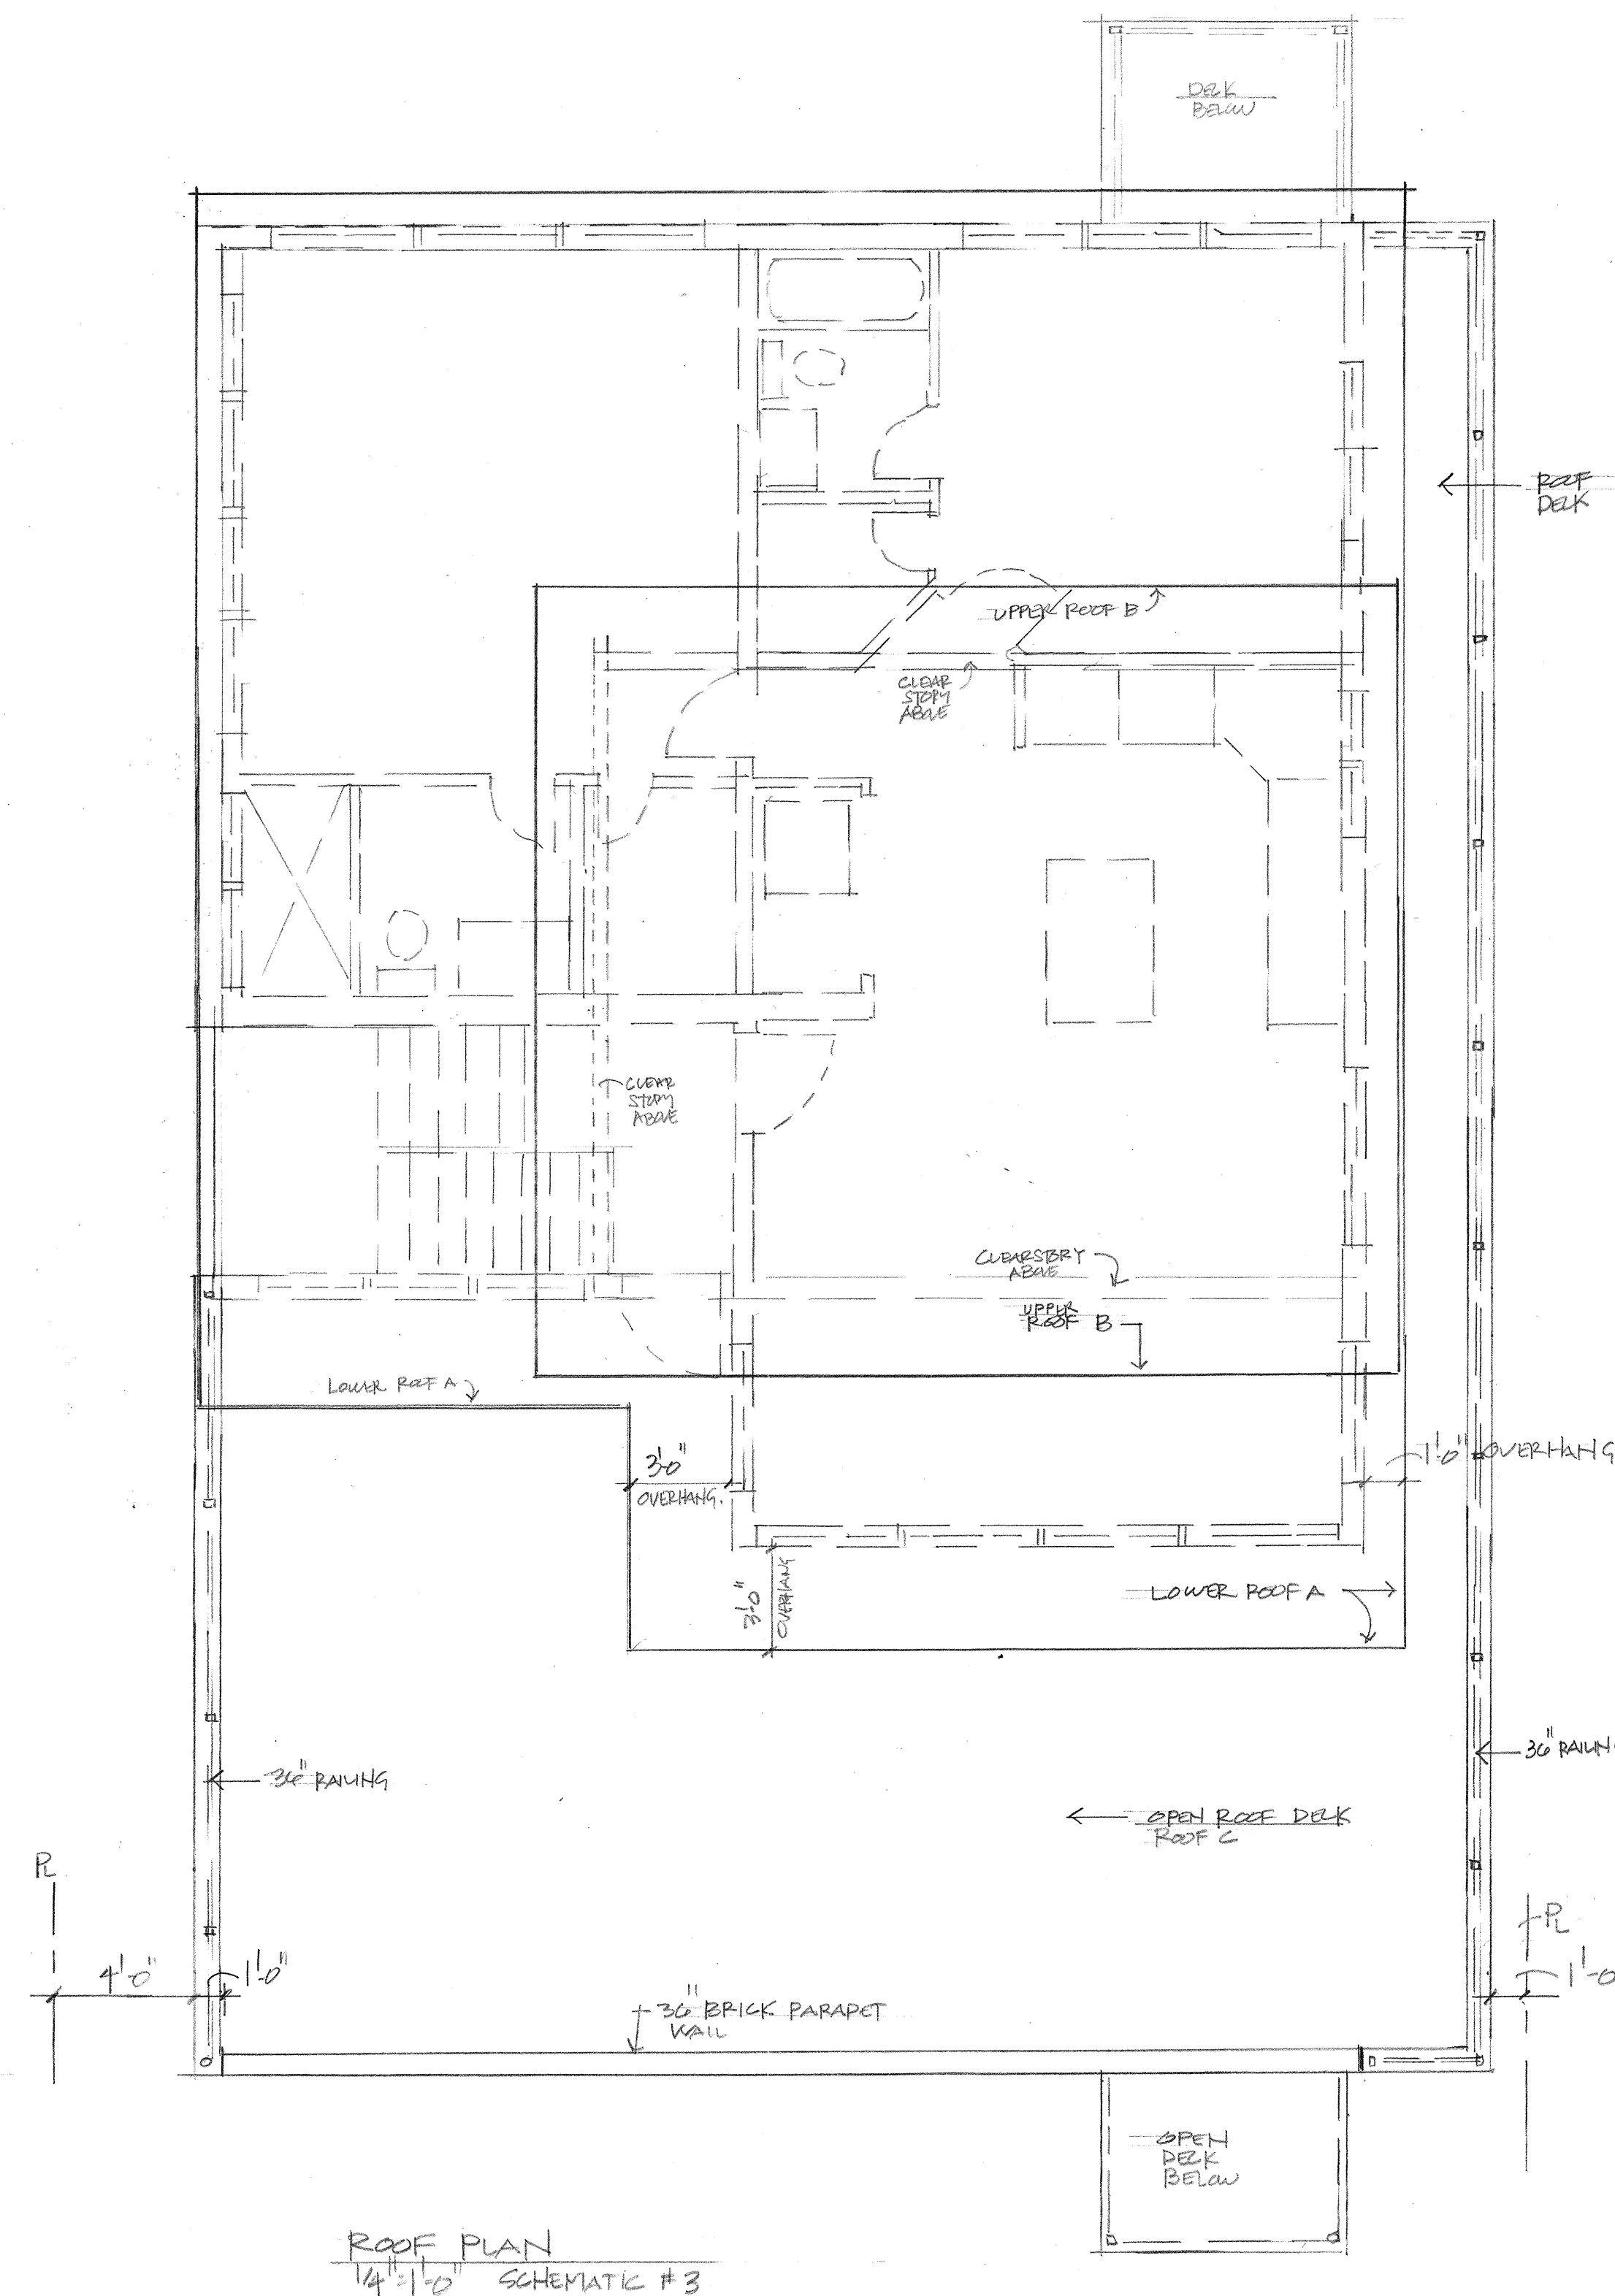 DECK
BELOW
ROOF
DECK
UPPER ROOF B
CLEAR
STORY
ABOVE
CLEAR
STORY
ABOVE
CLEARSTORY
ABOVE
UPPER
ROOF B
LOWER ROOF A
3'-0"
OVERHANG.
1'-0" OVERHANG
3'-0"
OVERHANG
LOWER ROOF A
36" RAILIN
36" RAILING
OPEN ROOF DECK
ROOF C
PL
PL
4'-0"
1'-0"
1'-0
36" BRICK PARAPET
WALL
OPEN
DECK
BELOW
ROOF PLAN
1/4"=1'-0" SCHEMATIC #3